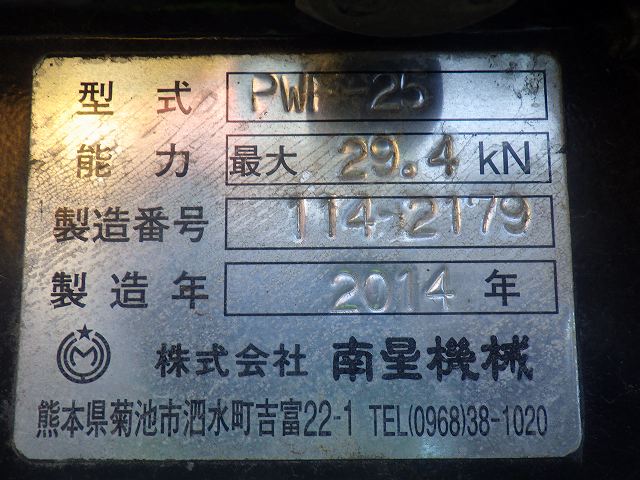 型式 PWF-25
能力 最大 29.4 kN
製造番号 114-2179
製造年 2014 年
M 株式会社 南星機械
熊本県菊池市泗水町吉富22-1 TEL(0968)38-1020